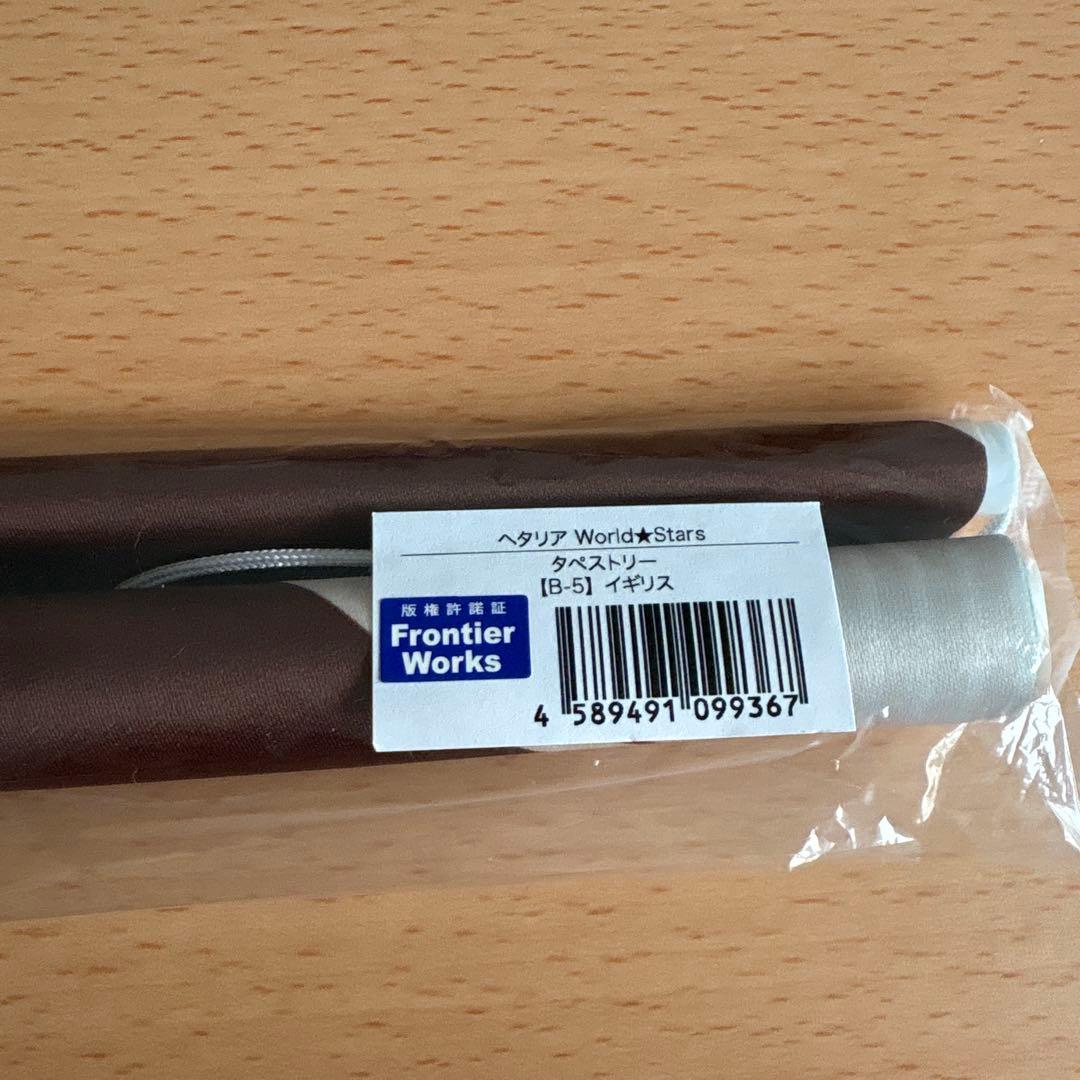 ヘタリア World★Stars
タペストリー
【B-5】イギリス
版権許諾証
Frontier
Works
4 589491 099367